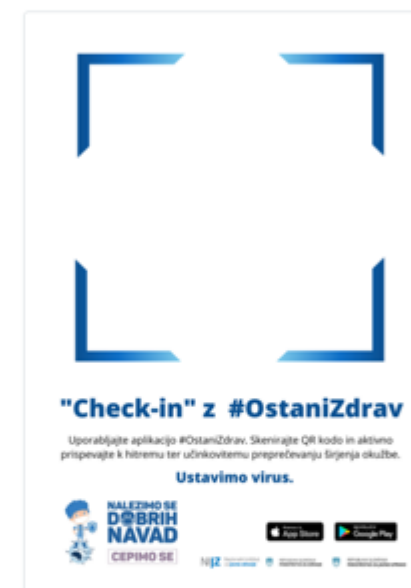 "Check-in" z #OstaniZdrav
Uporabljajte aplikacijo #OstaniZdrav. Skenirajte QR kodo in aktivno
prispevajte k hitremu ter učinkovitemu preprečevanju širjenja okužbe.
Ustavimo virus.
NALEZIMO SE
DOBRIH
NAVAD
CEPIMO SE
App Store
Google Play
NIJZ